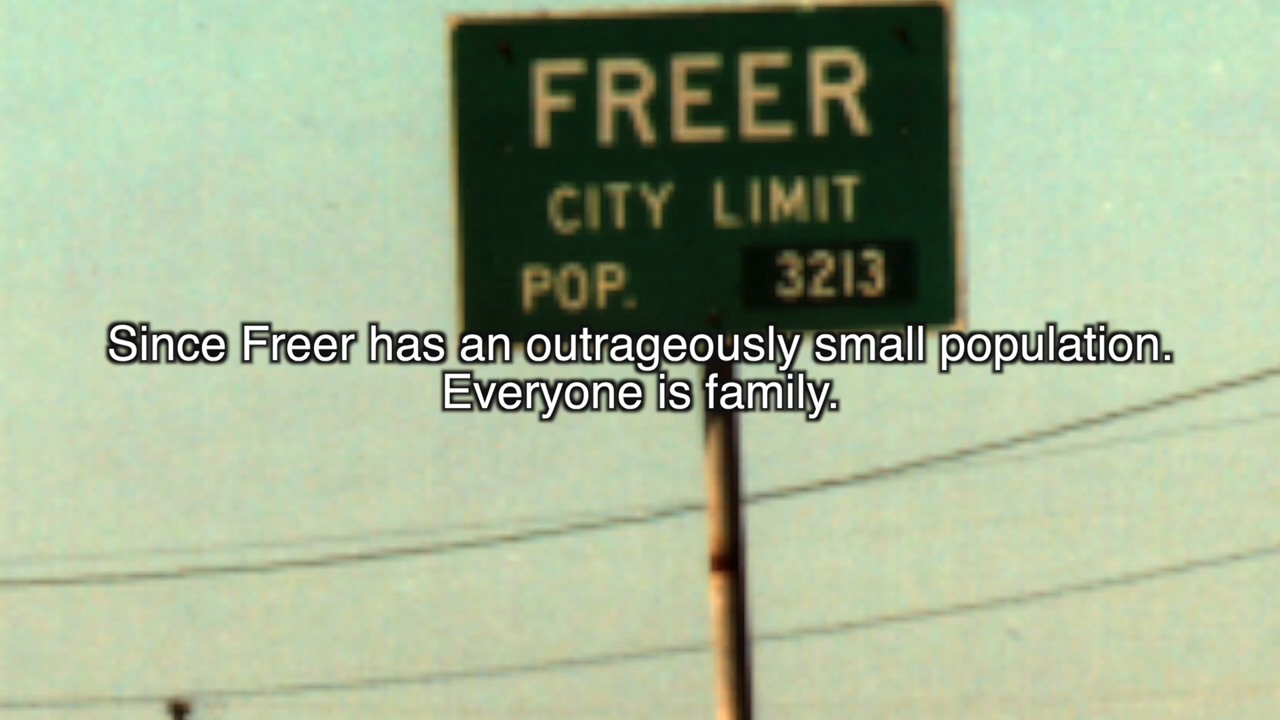 FREER
CITY LIMIT
POP. 3213
Since Freer has an outrageously small population.
Everyone is family.